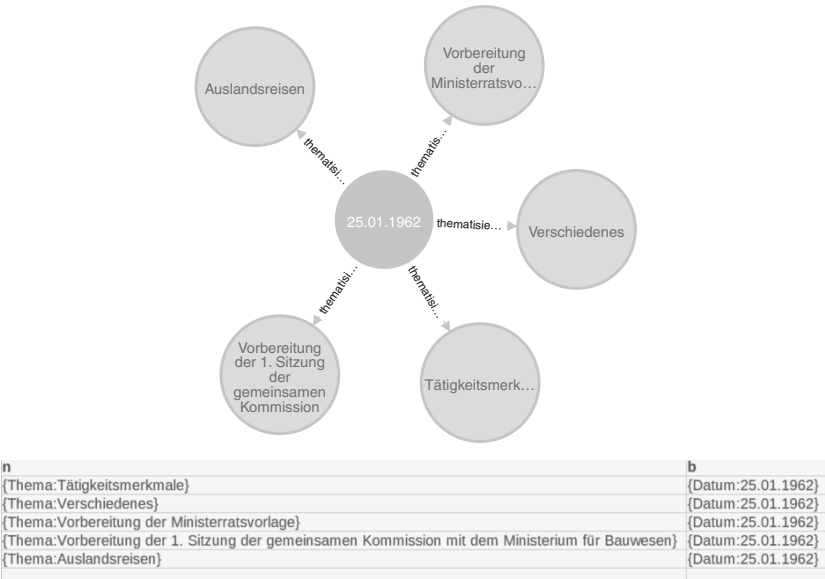 Auslandsreisen
Vorbereitung
der
Ministerratsvo…
thematisi…
thematis…
25.01.1962
thematisie…
Verschiedenes
thematisi…
thematisi…
Vorbereitung
der 1. Sitzung
der
gemeinsamen
Kommission
Tätigkeitsmerk…
n b
{Thema:Tätigkeitsmerkmale} {Datum:25.01.1962}
{Thema:Verschiedenes} {Datum:25.01.1962}
{Thema:Vorbereitung der Ministerratsvorlage} {Datum:25.01.1962}
{Thema:Vorbereitung der 1. Sitzung der gemeinsamen Kommission mit dem Ministerium für Bauwesen} {Datum:25.01.1962}
{Thema:Auslandsreisen} {Datum:25.01.1962}